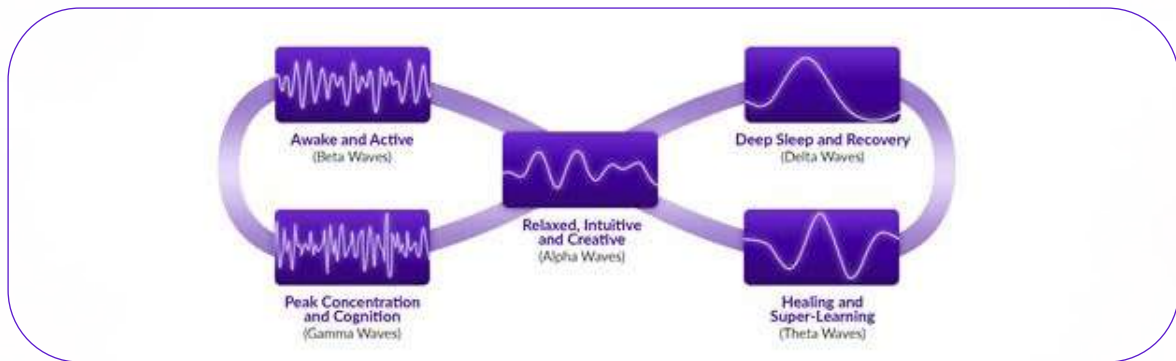 Awake and Active
(Beta Waves)
Deep Sleep and Recovery
(Delta Waves)
Relaxed, Intuitive
and Creative
(Alpha Waves)
Peak Concentration
and Cognition
(Gamma Waves)
Healing and
Super-Learning
(Theta Waves)